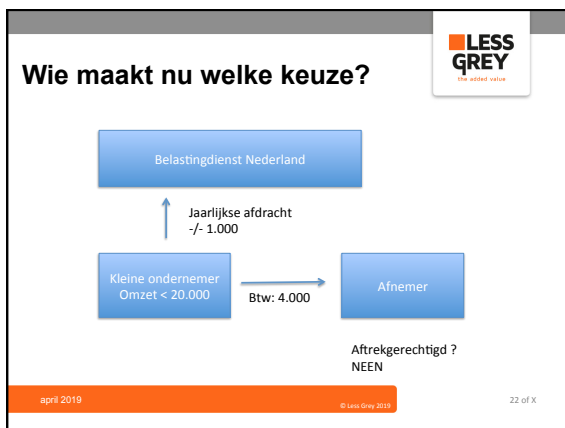 LESS
GREY
the added value
Wie maakt nu welke keuze?
Belastingdienst Nederland
Jaarlijkse afdracht
-/- 1.000
Kleine ondernemer
Omzet < 20.000
Btw: 4.000
Afnemer
Aftrekgerechtigd ?
NEEN
april 2019
© Less Grey 2019
22 of X